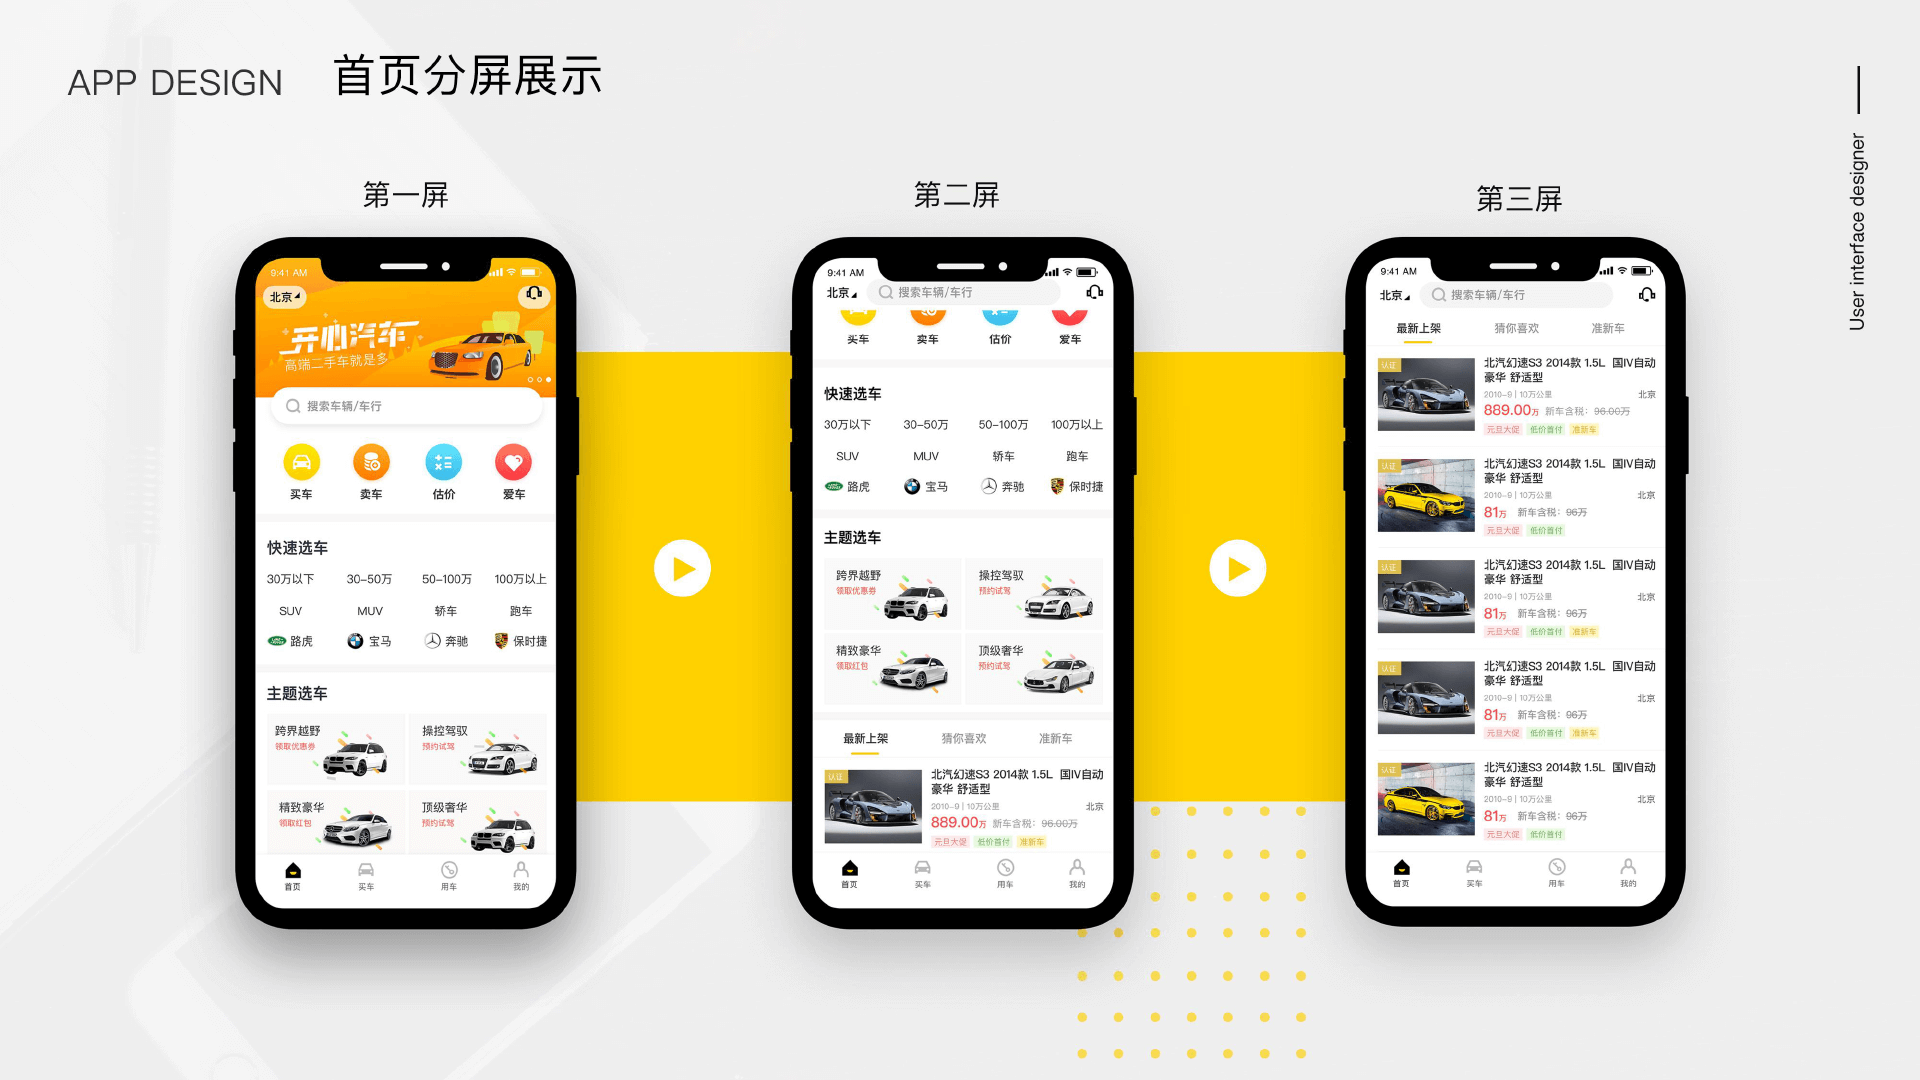 APP DESIGN 首页分屏展示
User interface designer
第一屏
9:41 AM
北京
开心汽车
高端二手车就是多
搜索车辆/车行
买车 卖车 估价 爱车
快速选车
30万以下 30-50万 50-100万 100万以上
SUV MUV 轿车 跑车
路虎 宝马 奔驰 保时捷
主题选车
跨界越野 操控驾驭
领取优惠券 预约试驾
精致豪华 顶级奢华
领取红包 预约试驾
首页 买车 用车 我的
第二屏
9:41 AM
北京 搜索车辆/车行
买车 卖车 估价 爱车
快速选车
30万以下 30-50万 50-100万 100万以上
SUV MUV 轿车 跑车
路虎 宝马 奔驰 保时捷
主题选车
跨界越野 操控驾驭
领取优惠券 预约试驾
精致豪华 顶级奢华
领取红包 预约试驾
最新上架 猜你喜欢 准新车
认证
北汽幻速S3 2014款 1.5L 国IV自动
豪华 舒适型
2010-9 | 10万公里 北京
889.00万 新车含税：96.00万
元旦大促 低价首付 准新车
首页 买车 用车 我的
第三屏
9:41 AM
北京 搜索车辆/车行
最新上架 猜你喜欢 准新车
认证
北汽幻速S3 2014款 1.5L 国IV自动
豪华 舒适型
2010-9 | 10万公里 北京
889.00万 新车含税：96.00万
元旦大促 低价首付 准新车
认证
北汽幻速S3 2014款 1.5L 国IV自动
豪华 舒适型
2010-9 | 10万公里 北京
81万 新车含税：96万
元旦大促 低价首付
认证
北汽幻速S3 2014款 1.5L 国IV自动
豪华 舒适型
2010-9 | 10万公里 北京
81万 新车含税：96万
元旦大促 低价首付 准新车
认证
北汽幻速S3 2014款 1.5L 国IV自动
豪华 舒适型
2010-9 | 10万公里 北京
81万 新车含税：96万
元旦大促 低价首付 准新车
认证
北汽幻速S3 2014款 1.5L 国IV自动
豪华 舒适型
2010-9 | 10万公里 北京
81万 新车含税：96万
元旦大促 低价首付
首页 买车 用车 我的